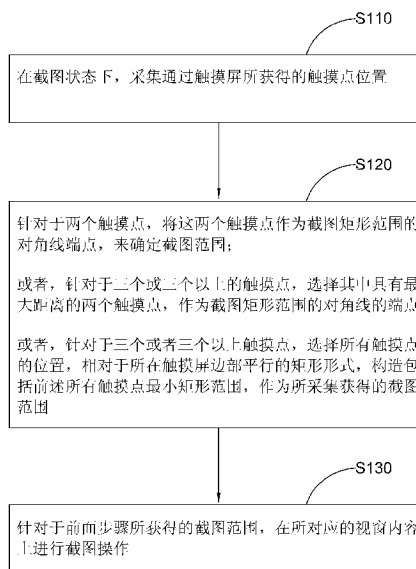 S110
在截图状态下，采集通过触摸屏所获得的触摸点位置
S120
针对于两个触摸点，将这两个触摸点作为截图矩形范围的
对角线端点，来确定截图范围；
或者，针对于三个或三个以上的触摸点，选择其中具有最
大距离的两个触摸点，作为截图矩形范围的对角线的端点
或者，针对于三个或者三个以上触摸点，选择所有触摸点
的位置，相对于所在触摸屏边部平行的矩形形式，构造包
括前述所有触摸点最小矩形范围，作为所采集获得的截图
范围
S130
针对于前面步骤所获得的截图范围，在所对应的视窗内容
上进行截图操作